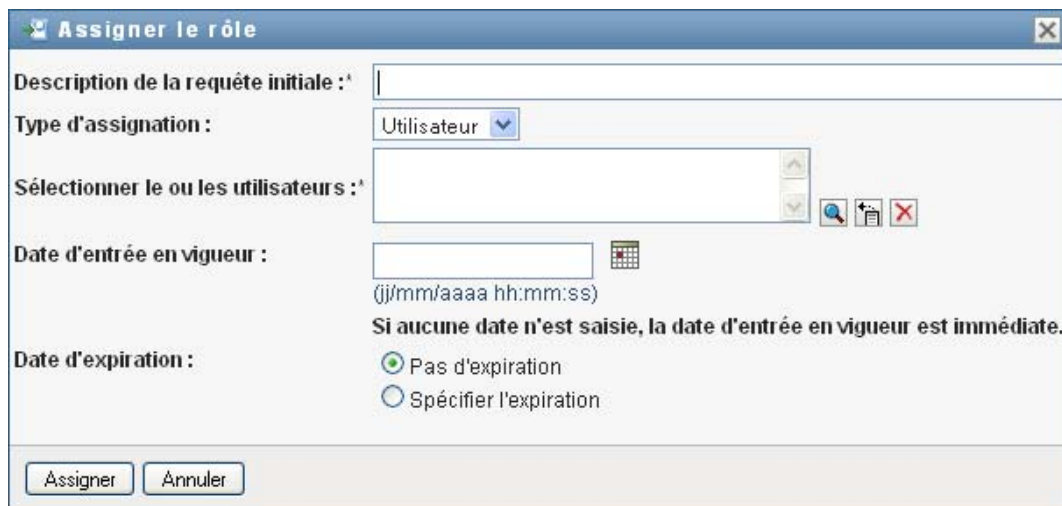 Assigner le rôle
Description de la requête initiale :*
Type d'assignation :
Utilisateur
Sélectionner le ou les utilisateurs :*
Date d'entrée en vigueur :
(jj/mm/aaaa hh:mm:ss)
Si aucune date n'est saisie, la date d'entrée en vigueur est immédiate.
Date d'expiration :
Pas d'expiration
Spécifier l'expiration
Assigner Annuler